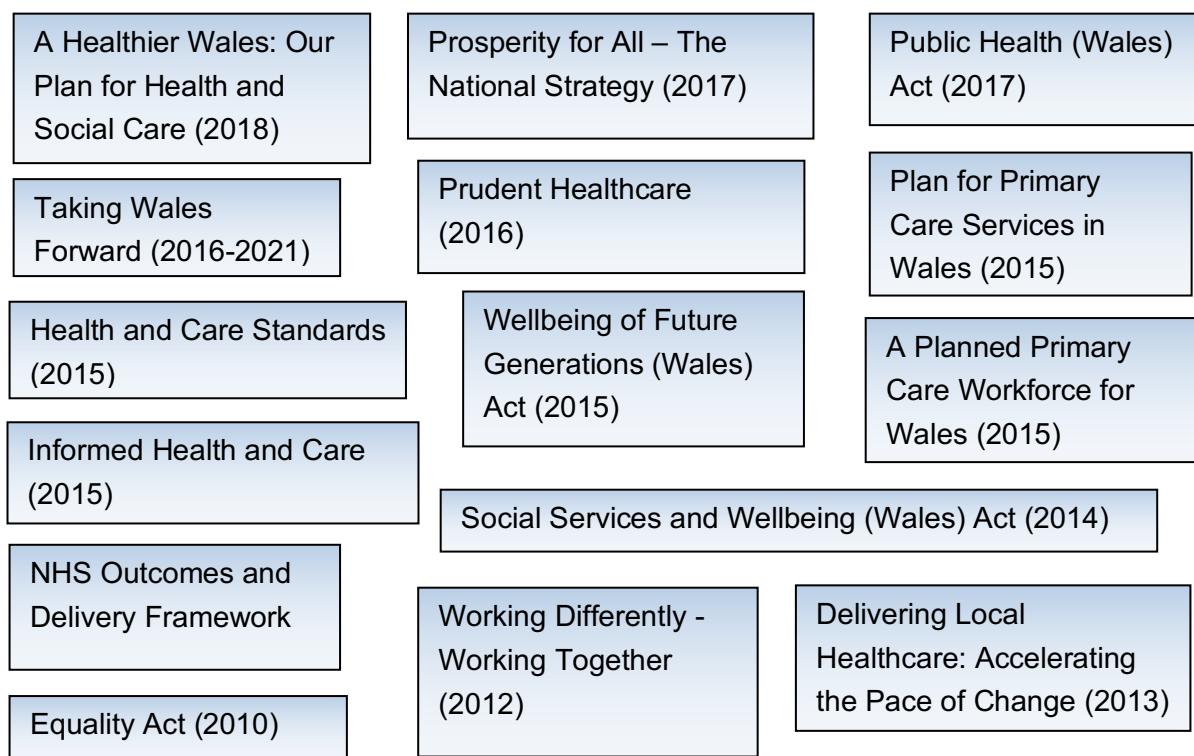 A Healthier Wales: Our
Plan for Health and
Social Care (2018)
Prosperity for All – The
National Strategy (2017)
Public Health (Wales)
Act (2017)
Taking Wales
Forward (2016-2021)
Prudent Healthcare
(2016)
Plan for Primary
Care Services in
Wales (2015)
Health and Care Standards
(2015)
Wellbeing of Future
Generations (Wales)
Act (2015)
A Planned Primary
Care Workforce for
Wales (2015)
Informed Health and Care
(2015)
Social Services and Wellbeing (Wales) Act (2014)
NHS Outcomes and
Delivery Framework
Working Differently -
Working Together
(2012)
Delivering Local
Healthcare: Accelerating
the Pace of Change (2013)
Equality Act (2010)